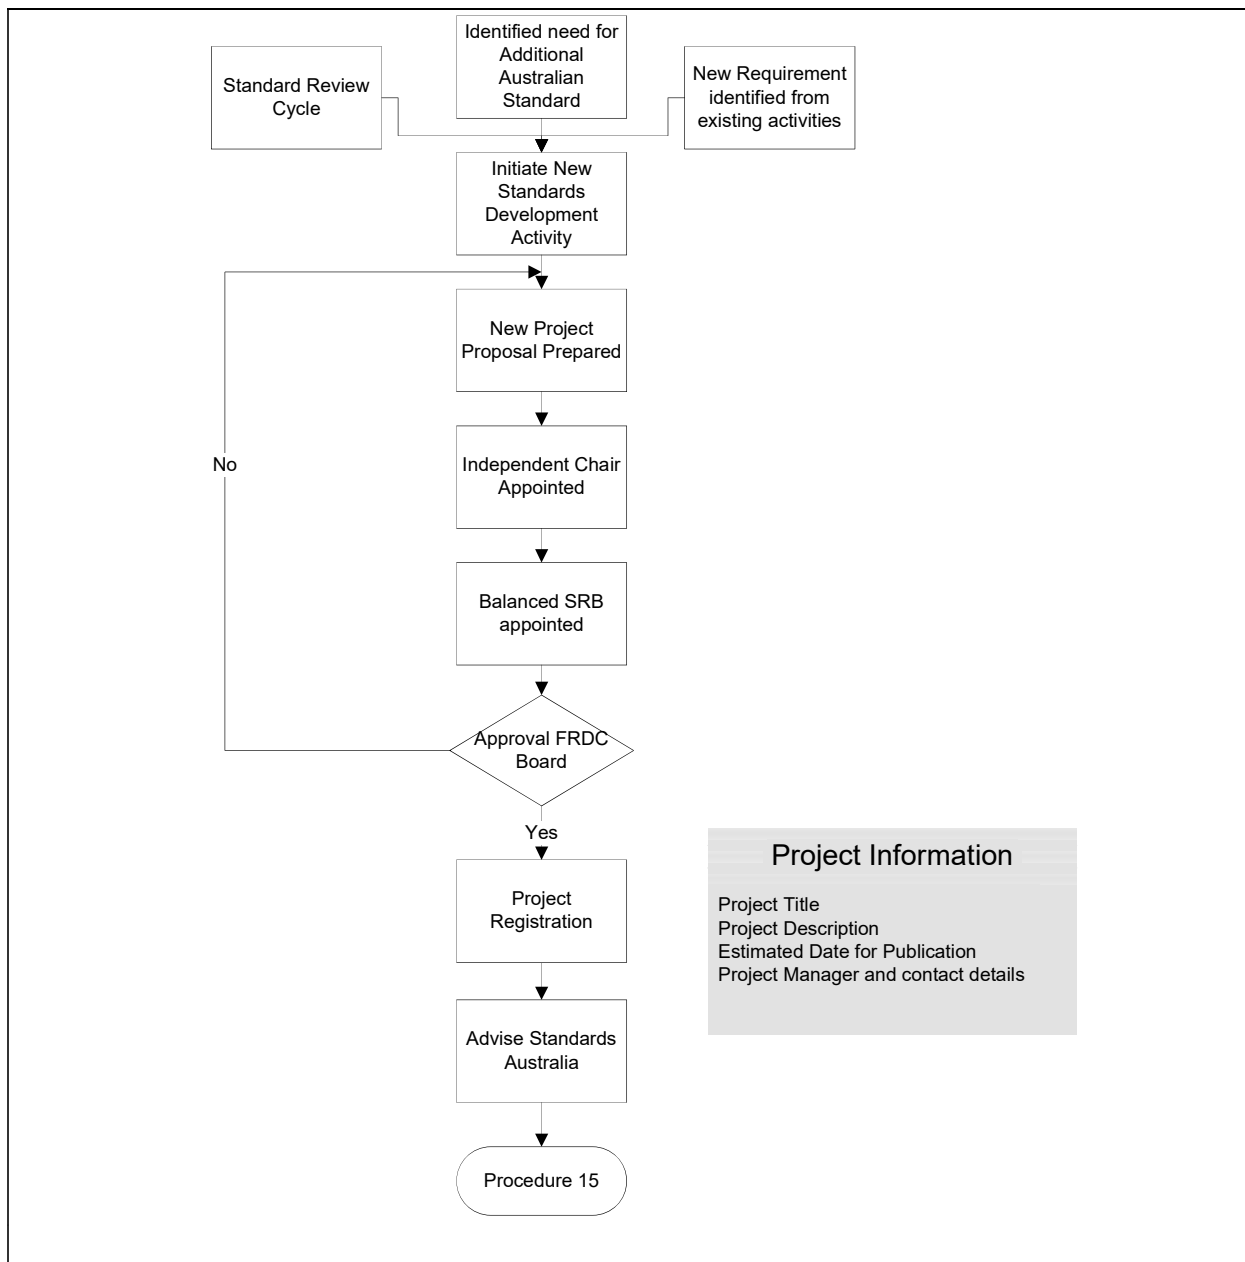 Identified need for
Additional
Australian
Standard
Standard Review
Cycle
New Requirement
identified from
existing activities
Initiate New
Standards
Development
Activity
New Project
Proposal Prepared
No
Independent Chair
Appointed
Balanced SRB
appointed
Approval FRDC
Board
Yes
Project
Registration
Project Information
Project Title
Project Description
Estimated Date for Publication
Project Manager and contact details
Advise Standards
Australia
Procedure 15